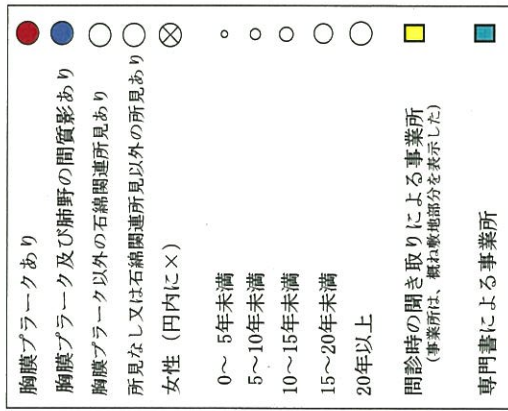 胸膜プラークあり
胸膜プラーク及び肺野の間質影あり
胸膜プラーク以外の石綿関連所見あり
所見なし又は石綿関連所見以外の所見あり
女性（円内に×）
0～ 5年未満
5～10年未満
10～15年未満
15～20年未満
20年以上
問診時の聞き取りによる事業所
(事業所は、概ね敷地部分を表示した)
専門書による事業所